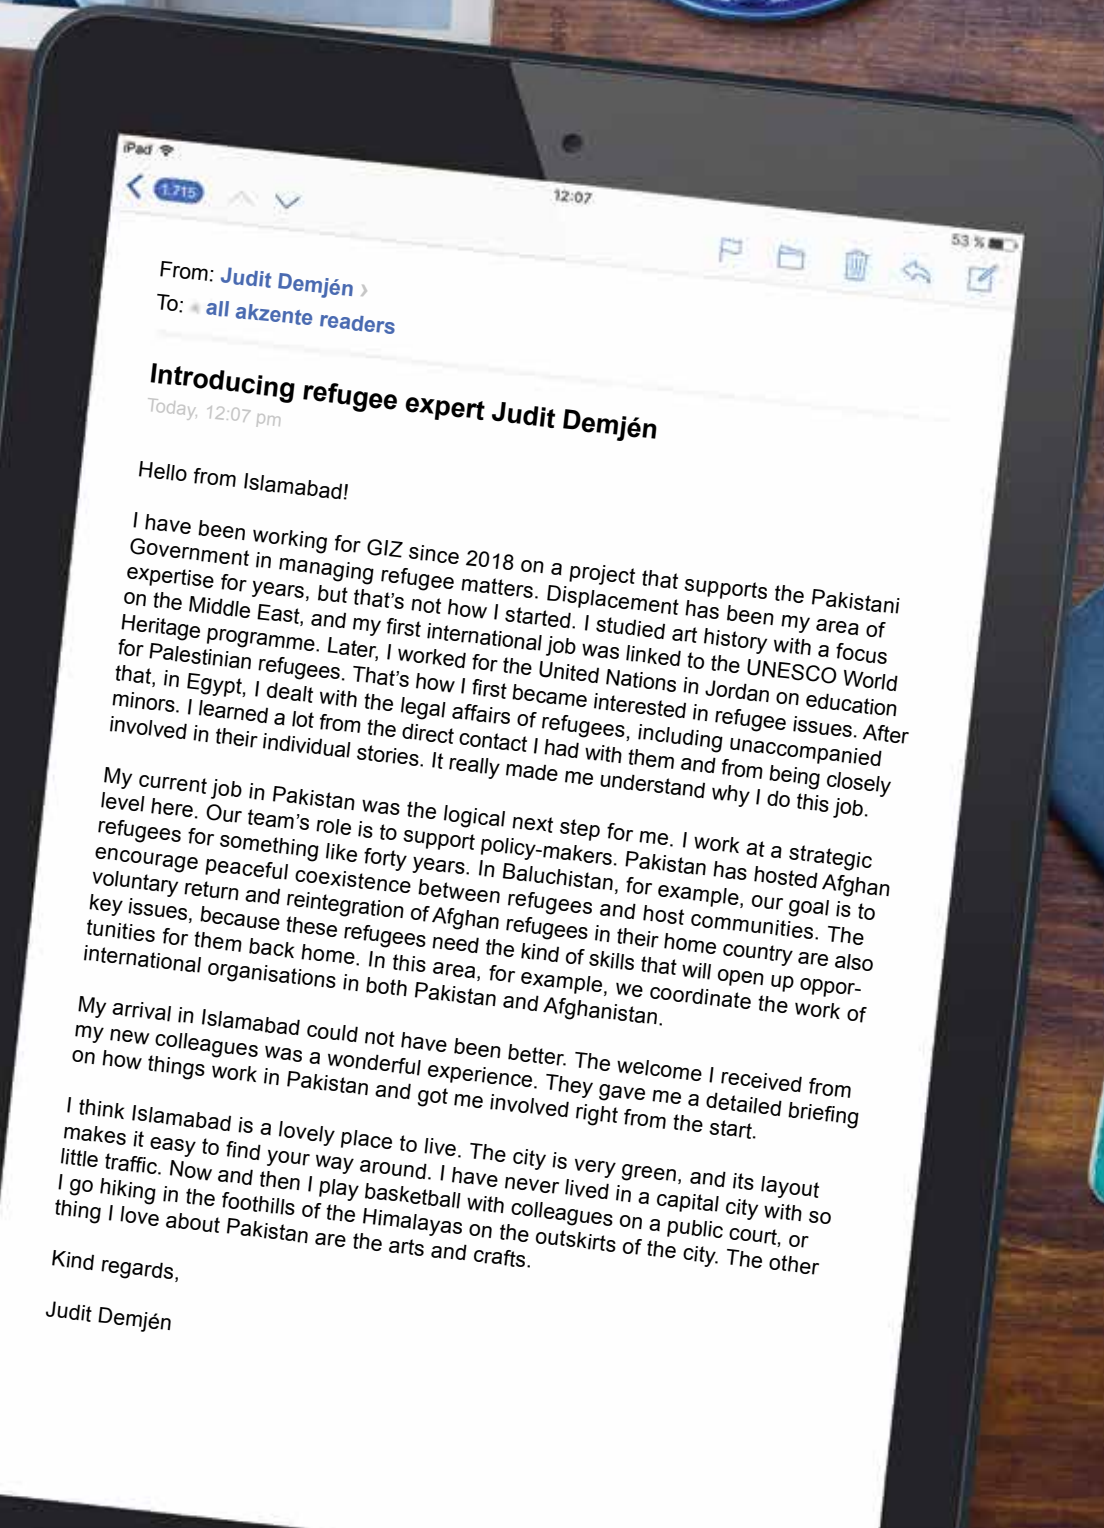 iPad
1.715
12:07
53 %
From: Judit Demjén
To: all akzente readers
Introducing refugee expert Judit Demjén
Today, 12:07 pm
Hello from Islamabad!
I have been working for GIZ since 2018 on a project that supports the Pakistani
Government in managing refugee matters. Displacement has been my area of
expertise for years, but that’s not how I started. I studied art history with a focus
on the Middle East, and my first international job was linked to the UNESCO World
Heritage programme. Later, I worked for the United Nations in Jordan on education
for Palestinian refugees. That’s how I first became interested in refugee issues. After
that, in Egypt, I dealt with the legal affairs of refugees, including unaccompanied
minors. I learned a lot from the direct contact I had with them and from being closely
involved in their individual stories. It really made me understand why I do this job.
My current job in Pakistan was the logical next step for me. I work at a strategic
level here. Our team’s role is to support policy-makers. Pakistan has hosted Afghan
refugees for something like forty years. In Baluchistan, for example, our goal is to
encourage peaceful coexistence between refugees and host communities. The
voluntary return and reintegration of Afghan refugees in their home country are also
key issues, because these refugees need the kind of skills that will open up oppor-
tunities for them back home. In this area, for example, we coordinate the work of
international organisations in both Pakistan and Afghanistan.
My arrival in Islamabad could not have been better. The welcome I received from
my new colleagues was a wonderful experience. They gave me a detailed briefing
on how things work in Pakistan and got me involved right from the start.
I think Islamabad is a lovely place to live. The city is very green, and its layout
makes it easy to find your way around. I have never lived in a capital city with so
little traffic. Now and then I play basketball with colleagues on a public court, or
I go hiking in the foothills of the Himalayas on the outskirts of the city. The other
thing I love about Pakistan are the arts and crafts.
Kind regards,
Judit Demjén